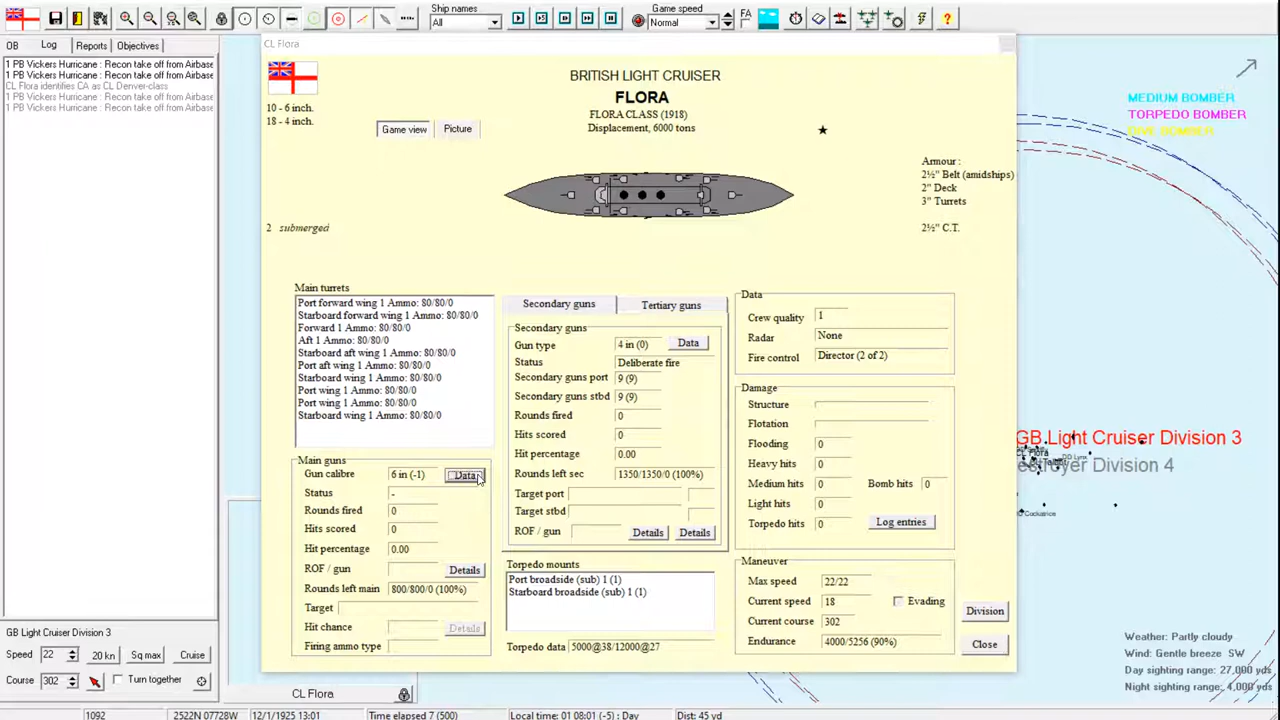 Ship names
All
Game speed
Normal
FA
OB
Log
Reports
Objectives
1 PB Vickers Hurricane : Recon take off from Airbase
1 PB Vickers Hurricane : Recon take off from Airbase
CL Flora identifies CA as CL Denver-class
1 PB Vickers Hurricane : Recon take off from Airbase
1 PB Vickers Hurricane : Recon take off from Airbase
CL Flora
BRITISH LIGHT CRUISER
FLORA
FLORA CLASS (1918)
Displacement, 6000 tons
10 - 6 inch.
18 - 4 inch.
Game view
Picture
Armour :
2½" Belt (amidships)
2" Deck
3" Turrets
2½" C.T.
2 submerged
Main turrets
Port forward wing 1 Ammo: 80/80/0
Starboard forward wing 1 Ammo: 80/80/0
Forward 1 Ammo: 80/80/0
Aft 1 Ammo: 80/80/0
Starboard aft wing 1 Ammo: 80/80/0
Port aft wing 1 Ammo: 80/80/0
Starboard wing 1 Ammo: 80/80/0
Port wing 1 Ammo: 80/80/0
Port wing 1 Ammo: 80/80/0
Starboard wing 1 Ammo: 80/80/0
Main guns
Gun calibre 6 in (-1) Data
Status -
Rounds fired 0
Hits scored 0
Hit percentage 0.00
ROF / gun Details
Rounds left main 800/800/0 (100%)
Target
Hit chance Details
Firing ammo type
Secondary guns
Tertiary guns
Secondary guns
Gun type 4 in (0) Data
Status Deliberate fire
Secondary guns port 9 (9)
Secondary guns stbd 9 (9)
Rounds fired 0
Hits scored 0
Hit percentage 0.00
Rounds left sec 1350/1350/0 (100%)
Target port
Target stbd
ROF / gun Details Details
Torpedo mounts
Port broadside (sub) 1 (1)
Starboard broadside (sub) 1 (1)
Torpedo data 5000@38/12000@27
Data
Crew quality 1
Radar None
Fire control Director (2 of 2)
Damage
Structure
Flotation
Flooding 0
Heavy hits 0
Medium hits 0 Bomb hits 0
Light hits 0
Torpedo hits 0 Log entries
Maneuver
Max speed 22/22
Current speed 18 Evading
Current course 302
Endurance 4000/5256 (90%)
Division
Close
MEDIUM BOMBER
TORPEDO BOMBER
DIVE BOMBER
GB Light Cruiser Division 3
CL Flora
estroyer Division 4
Weather: Partly cloudy
Wind: Gentle breeze SW
Day sighting range: 27,000 yds
Night sighting range: 4,000 yds
GB Light Cruiser Division 3
Speed 22 20 kn Sq max Cruise
Course 302 Turn together
CL Flora
1092
2522N 07728W
12/1/1925 13:01
Time elapsed 7 (500)
Local time: 01 08:01 (-5) : Day
Dist: 45 yd